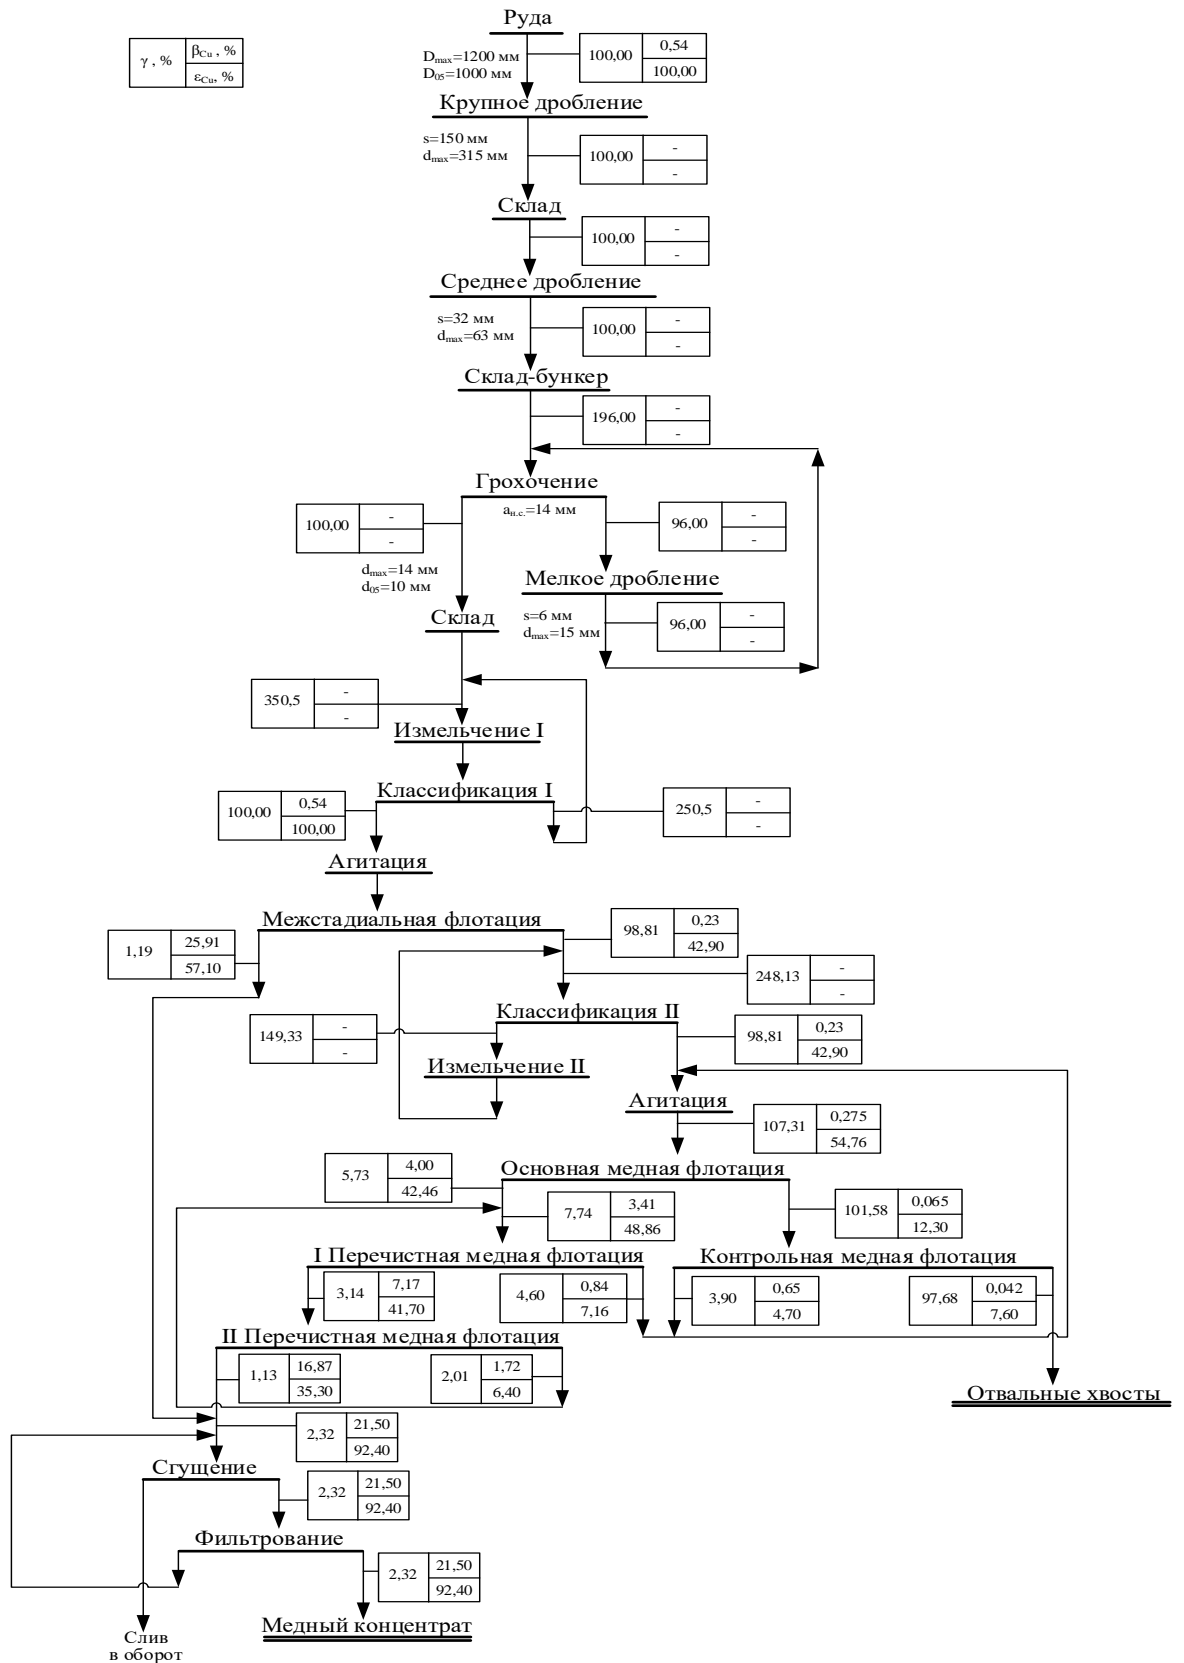 Руда
γ , %
βCu , %
εCu, %
Dmax=1200 мм
D05=1000 мм
100,00
0,54
100,00
Крупное дробление
s=150 мм
dmax=315 мм
100,00
-
-
Склад
100,00
-
-
Среднее дробление
s=32 мм
dmax=63 мм
100,00
-
-
Склад-бункер
196,00
-
-
Грохочение
aн.с.=14 мм
100,00
-
-
96,00
-
-
dmax=14 мм
d05=10 мм
Мелкое дробление
Склад
s=6 мм
dmax=15 мм
96,00
-
-
350,5
-
-
Измельчение I
Классификация I
100,00
0,54
100,00
250,5
-
-
Агитация
Межстадиальная флотация
1,19
25,91
57,10
98,81
0,23
42,90
248,13
-
-
Классификация II
149,33
-
-
98,81
0,23
42,90
Измельчение II
Агитация
107,31
0,275
54,76
Основная медная флотация
5,73
4,00
42,46
7,74
3,41
48,86
101,58
0,065
12,30
I Перечистная медная флотация
Контрольная медная флотация
3,14
7,17
41,70
4,60
0,84
7,16
3,90
0,65
4,70
97,68
0,042
7,60
II Перечистная медная флотация
1,13
16,87
35,30
2,01
1,72
6,40
Отвальные хвосты
2,32
21,50
92,40
Сгущение
2,32
21,50
92,40
Фильтрование
2,32
21,50
92,40
Медный концентрат
Слив
в оборот